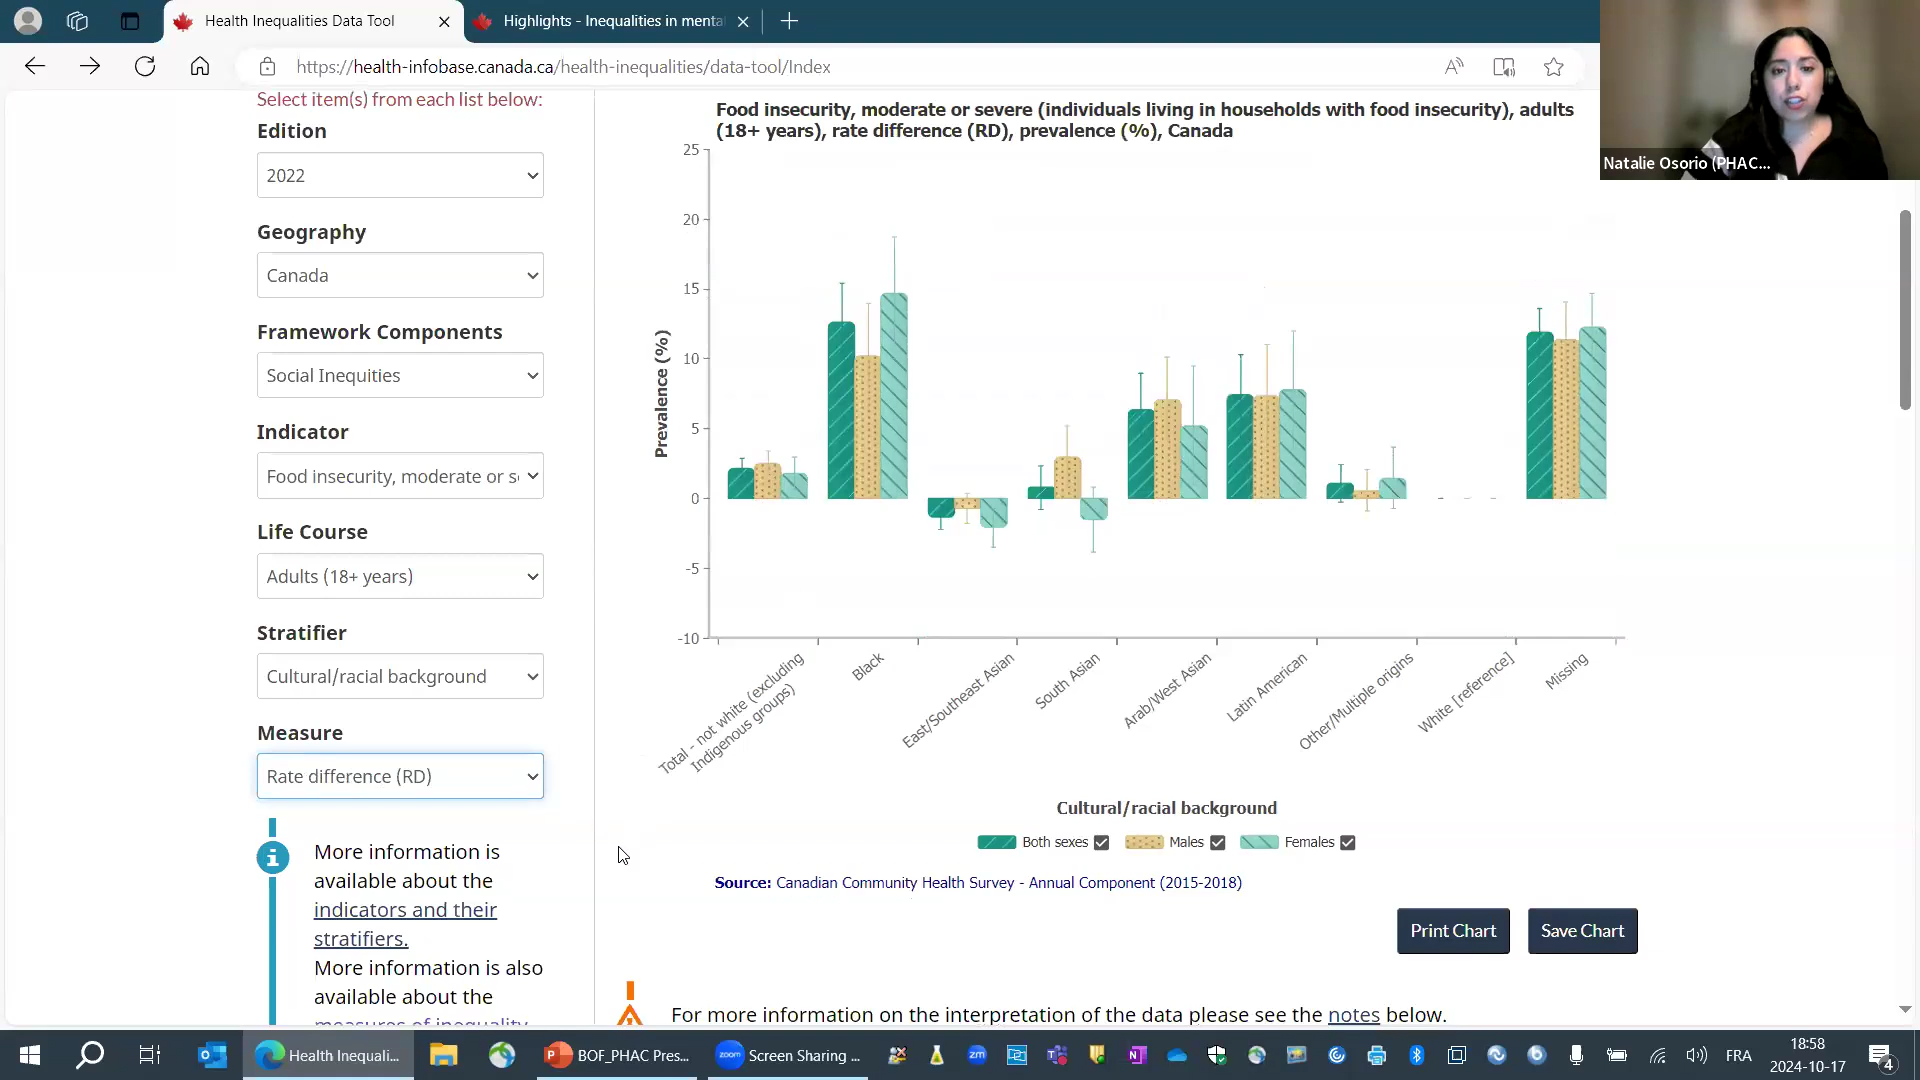 Health Inequalities Data Tool
Highlights - Inequalities in menta
https://health-infobase.canada.ca/health-inequalities/data-tool/Index
Natalie Osorio (PHAC...
Select item(s) from each list below:
Edition
2022
Geography
Canada
Framework Components
Social Inequities
Indicator
Food insecurity, moderate or s
Life Course
Adults (18+ years)
Stratifier
Cultural/racial background
Measure
Rate difference (RD)
More information is
available about the
indicators and their
stratifiers.
More information is also
available about the
measures of inequality
Food insecurity, moderate or severe (individuals living in households with food insecurity), adults
(18+ years), rate difference (RD), prevalence (%), Canada
Prevalence (%)
25
20
15
10
5
0
-5
-10
Total - not white (excluding
Indigenous groups)
Black
East/Southeast Asian
South Asian
Arab/West Asian
Latin American
Other/Multiple origins
White [reference]
Missing
Cultural/racial background
Both sexes
Males
Females
Source: Canadian Community Health Survey - Annual Component (2015-2018)
Print Chart
Save Chart
For more information on the interpretation of the data please see the notes below.
Health Inequali...
BOF_PHAC Pres...
zoom
Screen Sharing ...
zm
FRA
18:58
2024-10-17
4